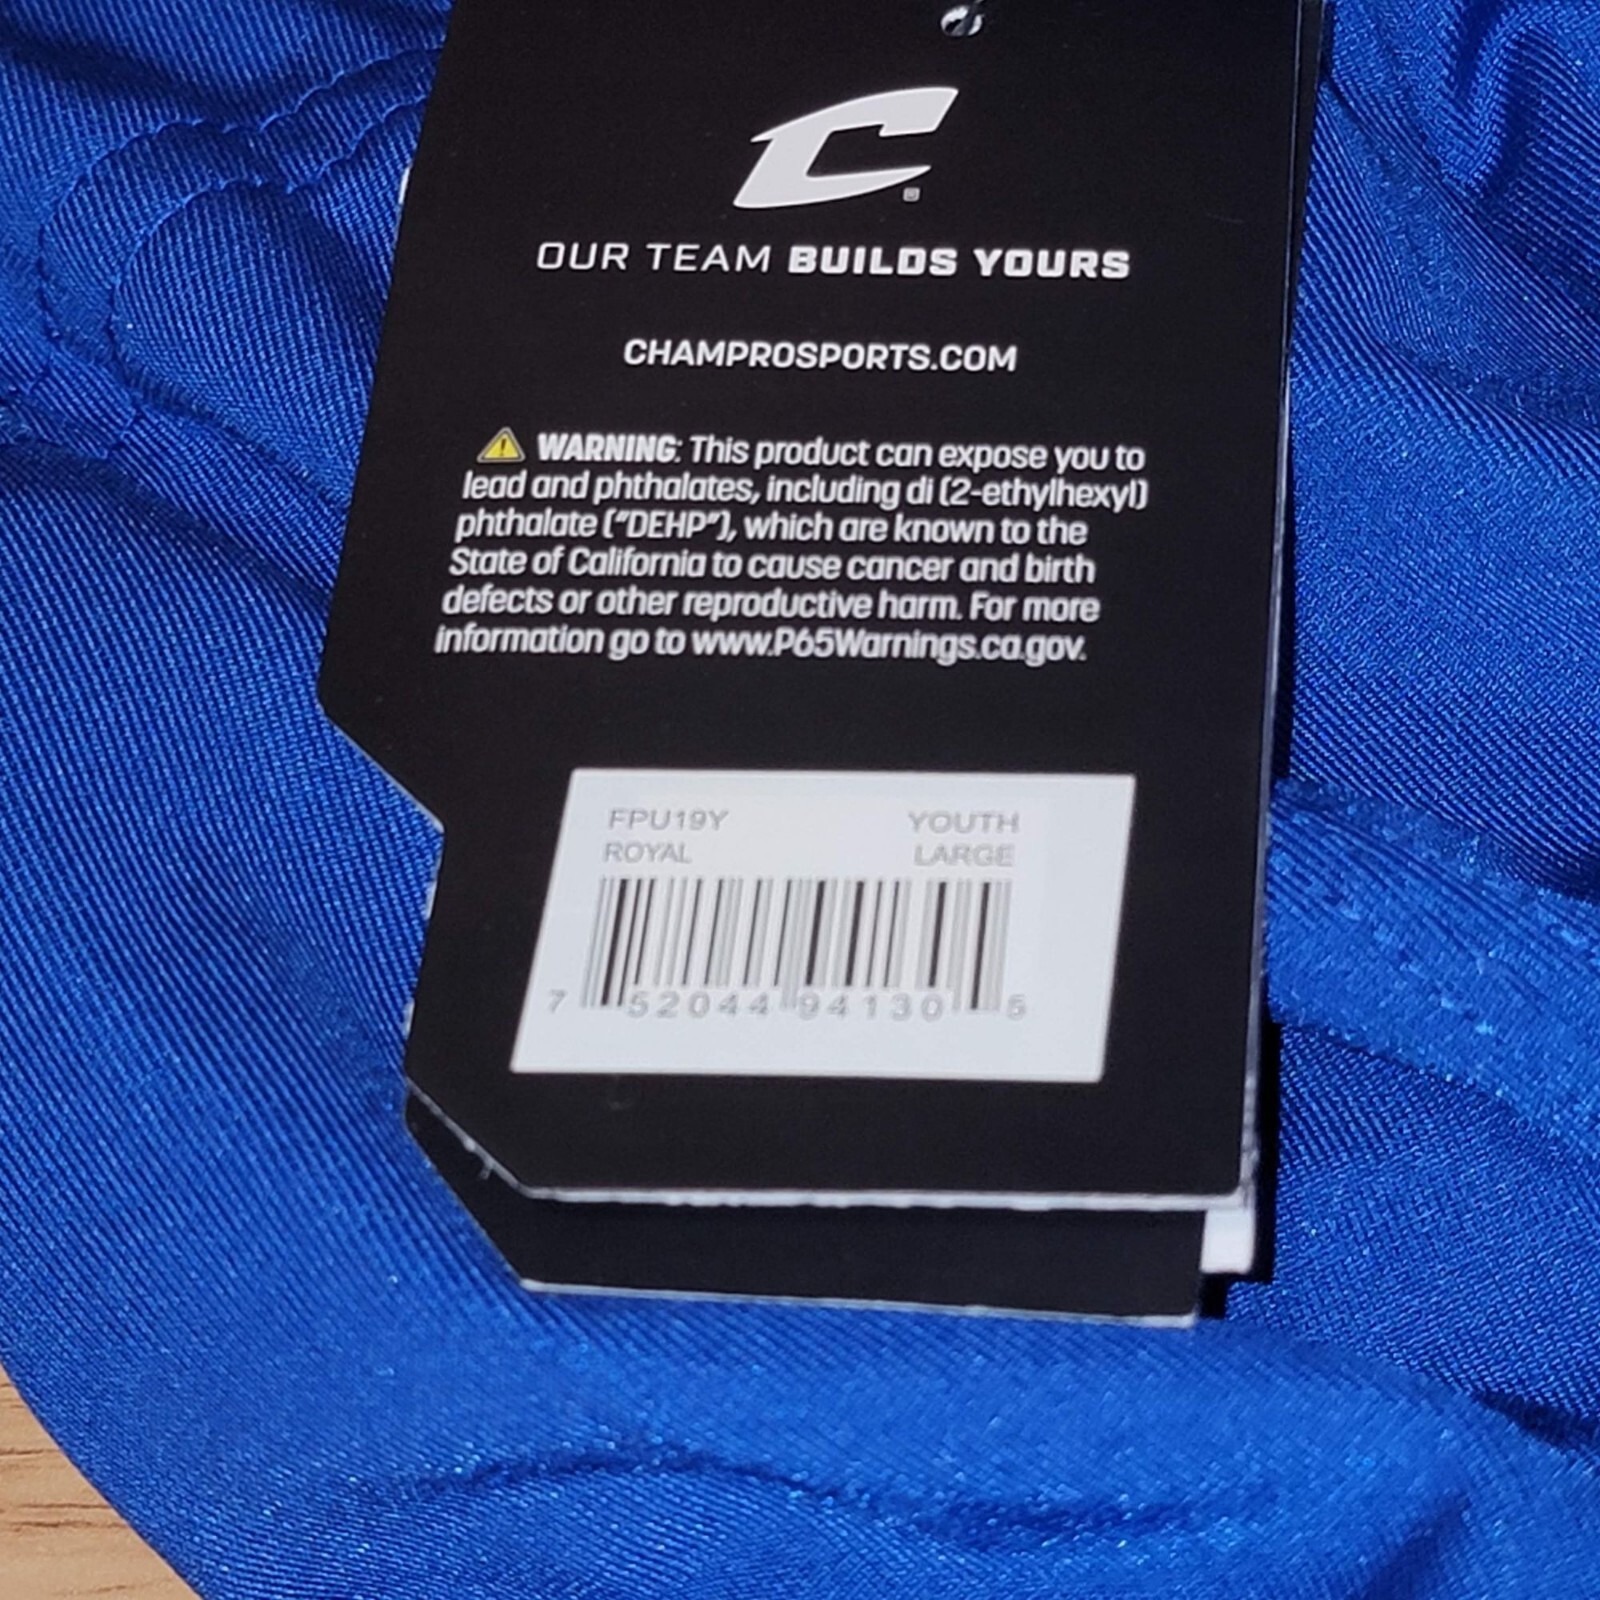 C
OUR TEAM BUILDS YOURS
CHAMPROSPORTS.COM
WARNING: This product can expose you to
lead and phthalates, including di (2-ethylhexyl)
phthalate ("DEHP"), which are known to the
State of California to cause cancer and birth
defects or other reproductive harm. For more
information go to www.P65Warnings.ca.gov.
FPU19Y YOUTH
ROYAL LARGE
7 52044 94130 5